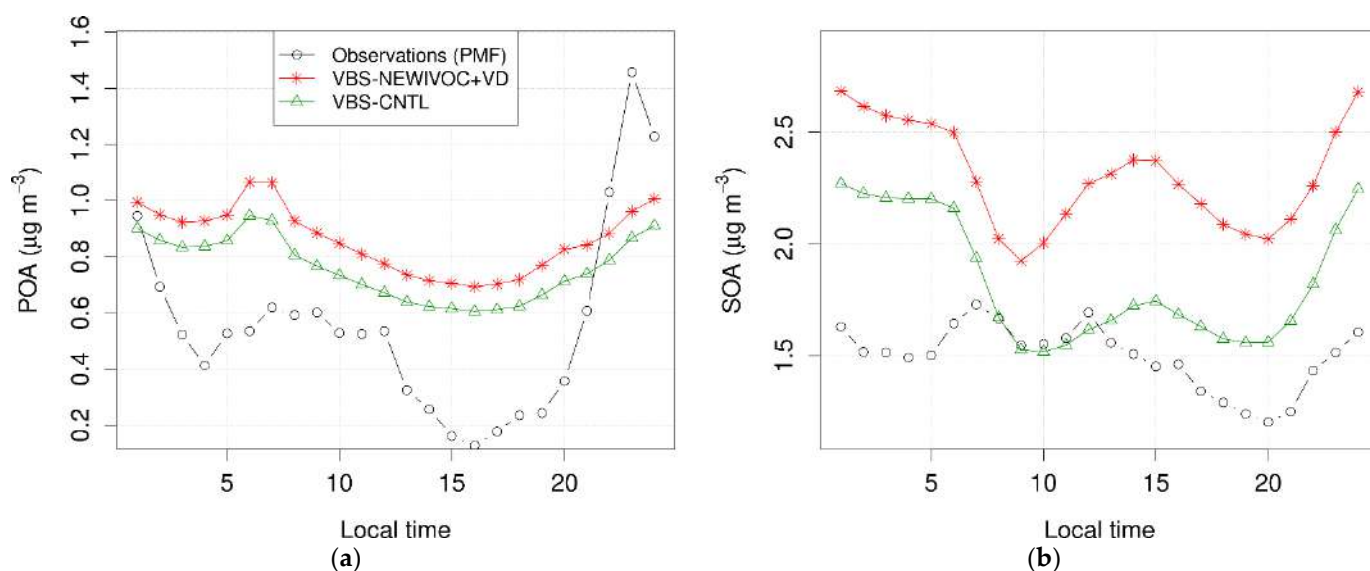 1.6
1.4
1.2
1.0
0.8
0.6
0.4
0.2
POA (µg m⁻³)
Observations (PMF)
VBS-NEWIVOC+VD
VBS-CNTL
5 10 15 20
Local time
(a)
2.5
2.0
1.5
SOA (µg m⁻³)
5 10 15 20
Local time
(b)